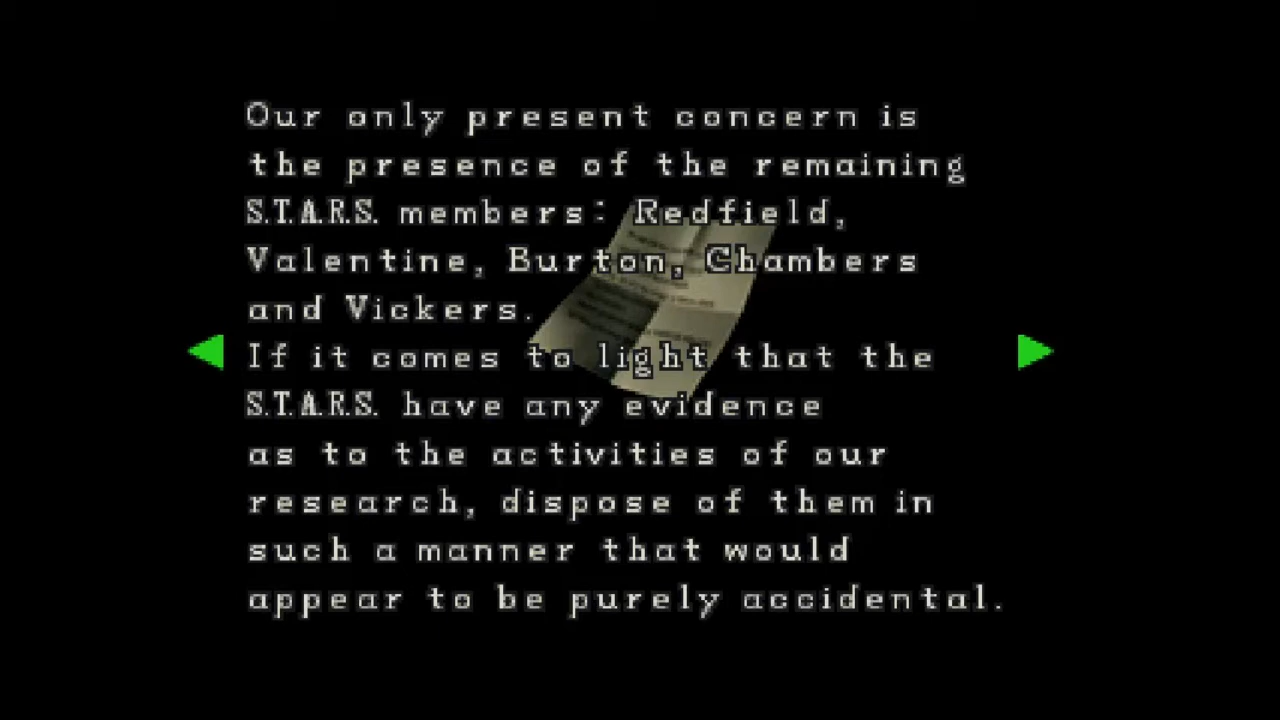 Our only present concern is
the presence of the remaining
S.T.A.R.S. members: Redfield,
Valentine, Burton, Chambers
and Vickers.
If it comes to light that the
S.T.A.R.S. have any evidence
as to the activities of our
research, dispose of them in
such a manner that would
appear to be purely accidental.